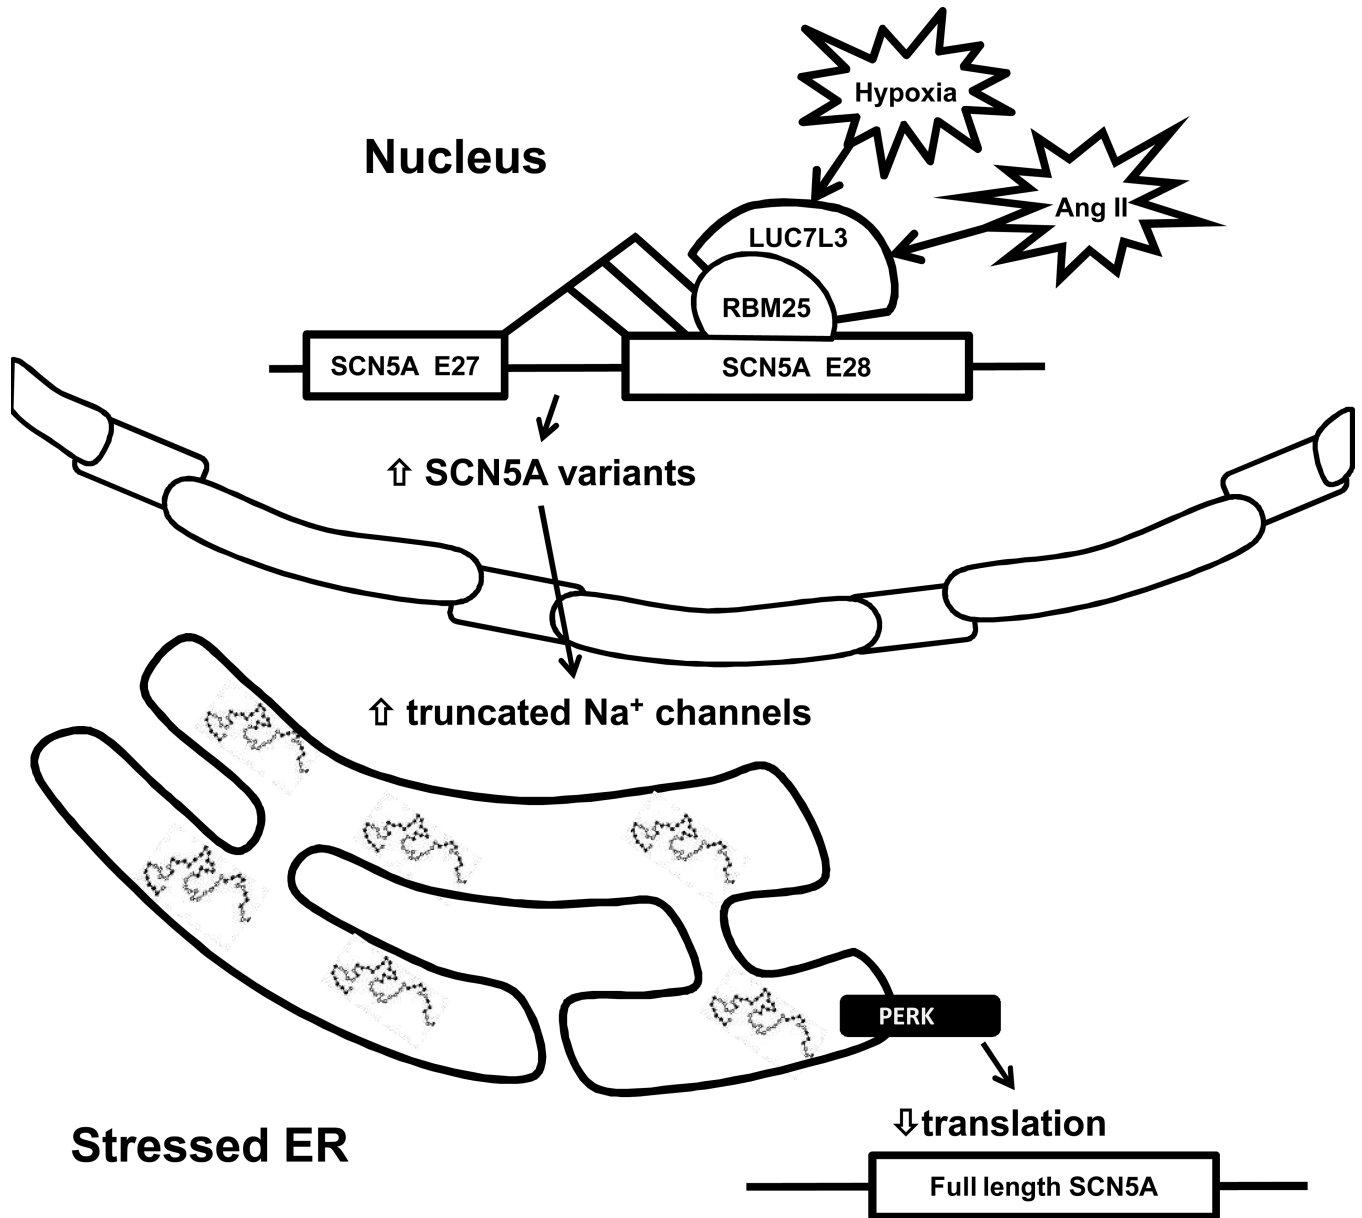 Hypoxia
Nucleus
Ang II
LUC7L3
RBM25
SCN5A E27
SCN5A E28
⇧ SCN5A variants
⇧ truncated Na⁺ channels
PERK
⇩translation
Stressed ER
Full length SCN5A